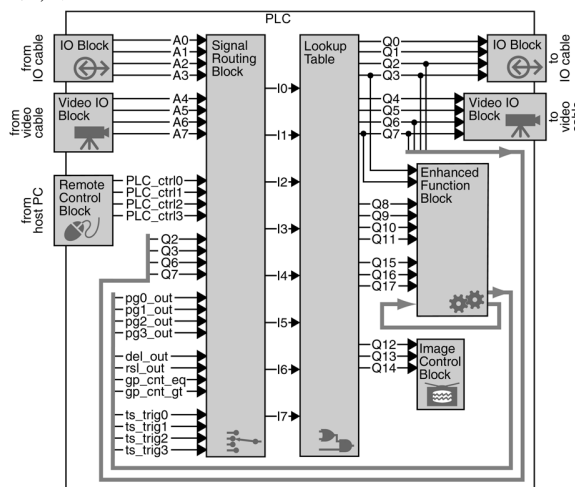 PLC
from
IO cable
IO Block
A0
A1
A2
A3
from
video
cable
Video IO
Block
A4
A5
A6
A7
from
host PC
Remote
Control
Block
PLC_ctrl0
PLC_ctrl1
PLC_ctrl2
PLC_ctrl3
Q2
Q3
Q6
Q7
pg0_out
pg1_out
pg2_out
pg3_out
del_out
rsl_out
gp_cnt_eq
gp_cnt_gt
ts_trig0
ts_trig1
ts_trig2
ts_trig3
Signal
Routing
Block
I0
I1
I2
I3
I4
I5
I6
I7
Lookup
Table
Q0
Q1
Q2
Q3
Q4
Q5
Q6
Q7
Q8
Q9
Q10
Q11
Q15
Q16
Q17
Q12
Q13
Q14
IO Block
to
IO cable
Video IO
Block
to
video
Enhanced
Function
Block
Image
Control
Block